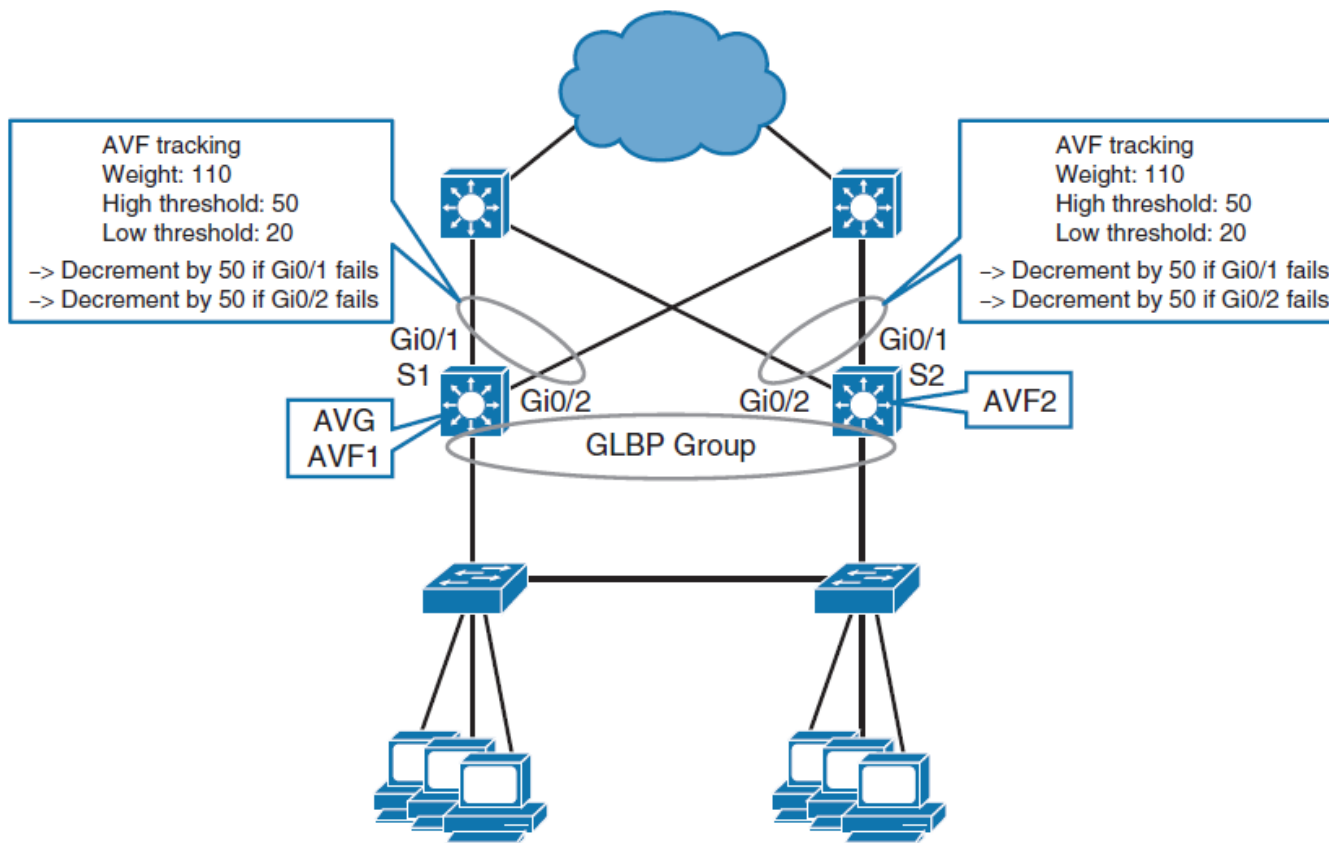 AVF tracking
Weight: 110
High threshold: 50
Low threshold: 20
–> Decrement by 50 if Gi0/1 fails
–> Decrement by 50 if Gi0/2 fails
AVF tracking
Weight: 110
High threshold: 50
Low threshold: 20
–> Decrement by 50 if Gi0/1 fails
–> Decrement by 50 if Gi0/2 fails
Gi0/1
S1
Gi0/2
Gi0/1
S2
Gi0/2
AVG
AVF1
GLBP Group
AVF2